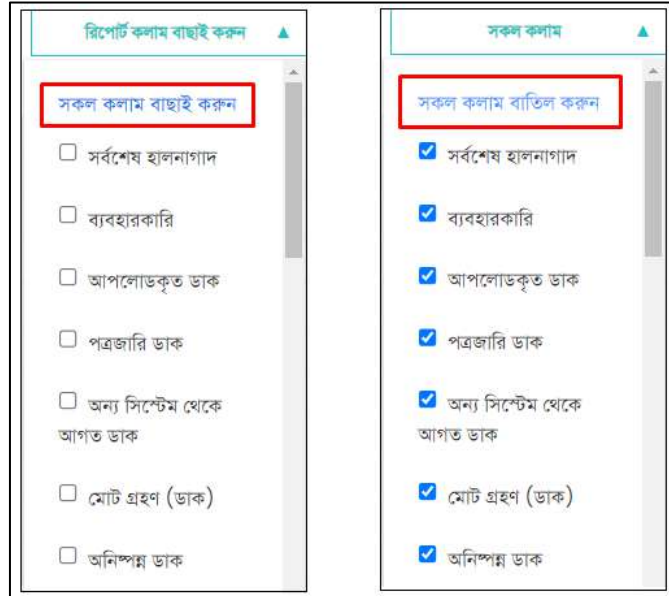 রিপোর্ট কলাম বাছাই করুন ▲
সকল কলাম বাছাই করুন
সর্বশেষ হালনাগাদ
ব্যবহারকারি
আপলোডকৃত ডাক
পত্রজারি ডাক
অন্য সিস্টেম থেকে
আগত ডাক
মোট গ্রহণ (ডাক)
অনিষ্পন্ন ডাক
সকল কলাম ▲
সকল কলাম বাতিল করুন
সর্বশেষ হালনাগাদ
ব্যবহারকারি
আপলোডকৃত ডাক
পত্রজারি ডাক
অন্য সিস্টেম থেকে
আগত ডাক
মোট গ্রহণ (ডাক)
অনিষ্পন্ন ডাক